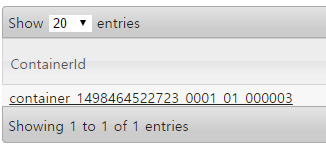 Show 20 entries
ContainerId
container_1498464522723_0001_01_000003
Showing 1 to 1 of 1 entries